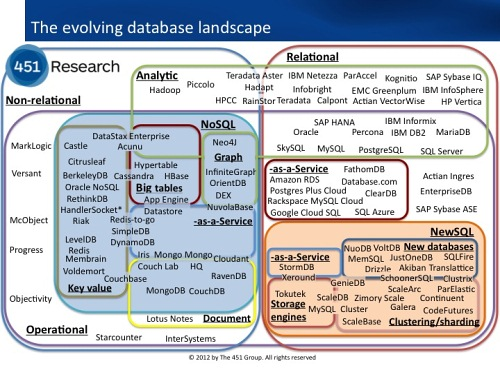 The evolving database landscape
451 Research
Relational
Analytic
Hadoop
Piccolo
Teradata Aster IBM Netezza ParAccel Kognitio SAP Sybase IQ
Hadapt Infobright EMC Greenplum IBM InfoSphere
HPCC RainStor Teradata Calpont Actian VectorWise HP Vertica
Non-relational
NoSQL
SAP HANA IBM Informix
Oracle Percona IBM DB2 MariaDB
SkySQL MySQL PostgreSQL SQL Server
MarkLogic
Versant
McObject
Progress
Objectivity
DataStax Enterprise
Castle Acunu
Neo4J
Graph
Citrusleaf
Hypertable
BerkeleyDB Cassandra HBase
InfiniteGraph
Oracle NoSQL Big tables
OrientDB
RethinkDB App Engine
DEX
HandlerSocket* Datastore
NuvolaBase
Riak Redis-to-go
-as-a-Service
SimpleDB
LevelDB DynamoDB
Redis
Membrain
Voldemort
Iris Mongo Mongo Cloudant
Couch Lab HQ
RavenDB
Couchbase
Key value
MongoDB CouchDB
Lotus Notes Document
Operational
Starcounter InterSystems
-as-a-Service FathomDB
Amazon RDS Database.com
Postgres Plus Cloud ClearDB
Rackspace MySQL Cloud
Google Cloud SQL SQL Azure
Actian Ingres
EnterpriseDB
SAP Sybase ASE
NewSQL
-as-a-Service
StormDB
Xeround
NuoDB VoltDB New databases
MemSQL JustOneDB SQLFire
Drizzle Akiban Translattice
GenieDB SchoonerSQL Clustrix
Tokutek
Storage
engines
ScaleArc ParElastic
ScaleDB Zimory Scale Continuent
MySQL Cluster Galera CodeFutures
ScaleBase Clustering/sharding
© 2012 by The 451 Group. All rights reserved